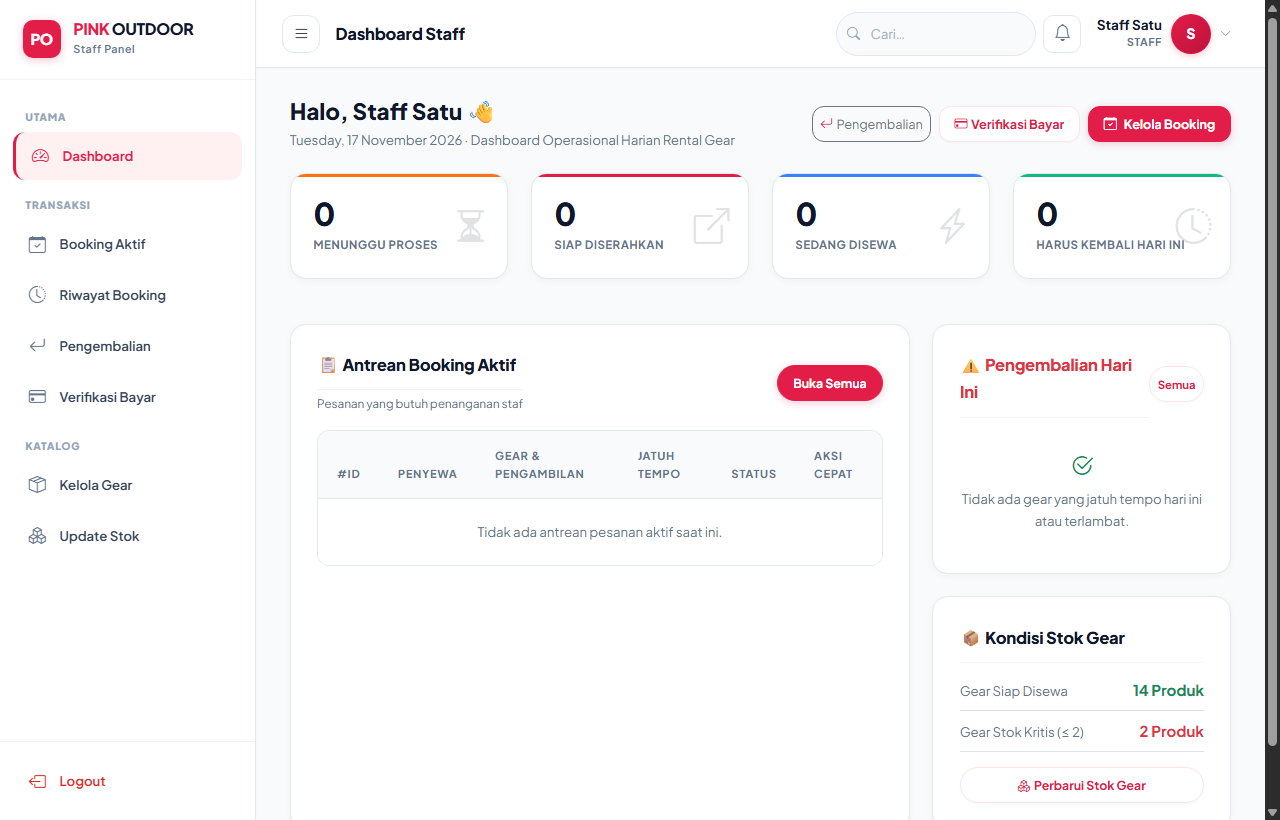 PO
PINK OUTDOOR
Staff Panel
UTAMA
Dashboard
TRANSAKSI
Booking Aktif
Riwayat Booking
Pengembalian
Verifikasi Bayar
KATALOG
Kelola Gear
Update Stok
Logout
Dashboard Staff
Cari...
Staff Satu
STAFF
S
Halo, Staff Satu 👋
Tuesday, 17 November 2026 · Dashboard Operasional Harian Rental Gear
Pengembalian
Verifikasi Bayar
Kelola Booking
0
MENUNGGU PROSES
0
SIAP DISERAHKAN
0
SEDANG DISEWA
0
HARUS KEMBALI HARI INI
📋 Antrean Booking Aktif
Pesanan yang butuh penanganan staf
Buka Semua
#ID
PENYEWA
GEAR &
PENGAMBILAN
JATUH
TEMPO
STATUS
AKSI
CEPAT
Tidak ada antrean pesanan aktif saat ini.
⚠️ Pengembalian Hari
Ini
Semua
Tidak ada gear yang jatuh tempo hari ini
atau terlambat.
📦 Kondisi Stok Gear
Gear Siap Disewa
14 Produk
Gear Stok Kritis (≤ 2)
2 Produk
Perbarui Stok Gear